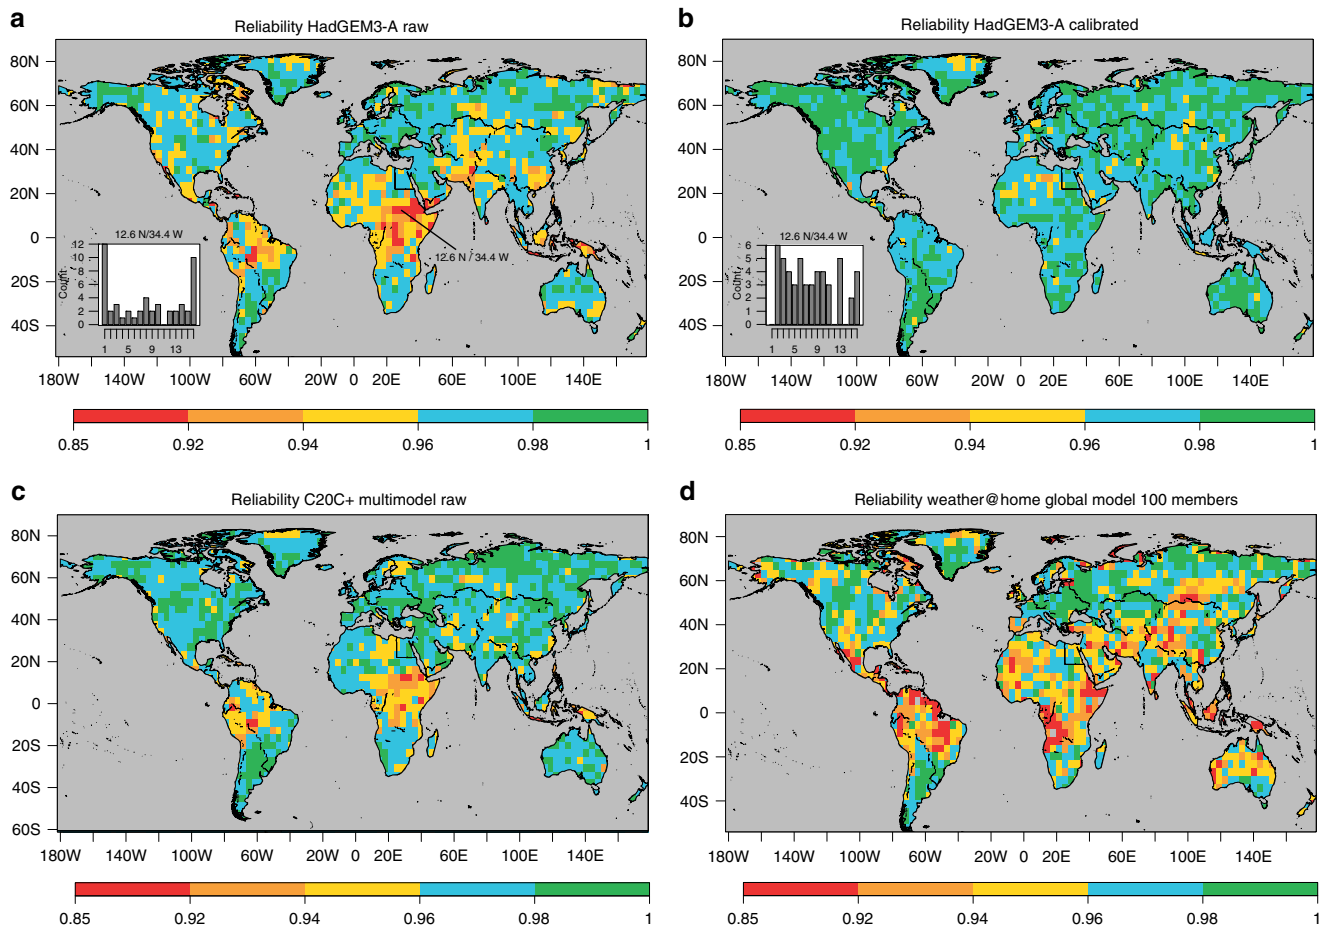 a
Reliability HadGEM3-A raw
80N
60N
40N
20N
0
20S
40S
12.6 N/34.4 W
Count
12
10
8
6
4
2
0
1 5 9 13
12.6 N / 34.4 W
180W 140W 100W 60W 20W 0 20E 60E 100E 140E
0.85 0.92 0.94 0.96 0.98 1
b
Reliability HadGEM3-A calibrated
80N
60N
40N
20N
0
20S
40S
12.6 N/34.4 W
Count
6
5
4
3
2
1
0
1 5 9 13
180W 140W 100W 60W 20W 0 20E 60E 100E 140E
0.85 0.92 0.94 0.96 0.98 1
c
Reliability C20C+ multimodel raw
80N
60N
40N
20N
0
20S
40S
60S
180W 140W 100W 60W 20W 0 20E 60E 100E 140E
0.85 0.92 0.94 0.96 0.98 1
d
Reliability weather@home global model 100 members
80N
60N
40N
20N
0
20S
40S
180W 140W 100W 60W 20W 0 20E 60E 100E 140E
0.85 0.92 0.94 0.96 0.98 1